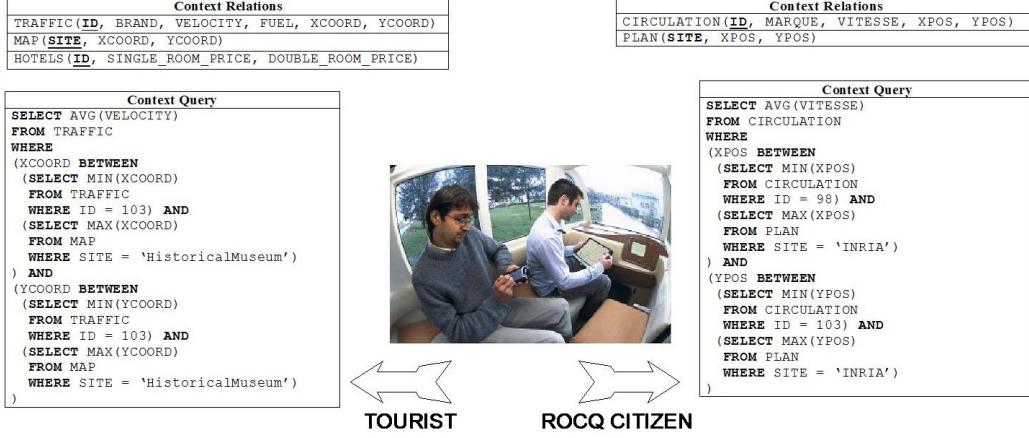 Context Relations
TRAFFIC(ID, BRAND, VELOCITY, FUEL, XCOORD, YCOORD)
MAP(SITE, XCOORD, YCOORD)
HOTELS(ID, SINGLE_ROOM_PRICE, DOUBLE_ROOM_PRICE)
Context Relations
CIRCULATION(ID, MARQUE, VITESSE, XPOS, YPOS)
PLAN(SITE, XPOS, YPOS)
Context Query
SELECT AVG(VELOCITY)
FROM TRAFFIC
WHERE
(XCOORD BETWEEN
(SELECT MIN(XCOORD)
FROM TRAFFIC
WHERE ID = 103) AND
(SELECT MAX(XCOORD)
FROM MAP
WHERE SITE = ‘HistoricalMuseum’)
) AND
(YCOORD BETWEEN
(SELECT MIN(YCOORD)
FROM TRAFFIC
WHERE ID = 103) AND
(SELECT MAX(YCOORD)
FROM MAP
WHERE SITE = ‘HistoricalMuseum’)
)
Context Query
SELECT AVG(VITESSE)
FROM CIRCULATION
WHERE
(XPOS BETWEEN
(SELECT MIN(XPOS)
FROM CIRCULATION
WHERE ID = 98) AND
(SELECT MAX(XPOS)
FROM PLAN
WHERE SITE = ‘INRIA’)
) AND
(YPOS BETWEEN
(SELECT MIN(YPOS)
FROM CIRCULATION
WHERE ID = 103) AND
(SELECT MAX(YPOS)
FROM PLAN
WHERE SITE = ‘INRIA’)
)
TOURIST
ROCQ CITIZEN